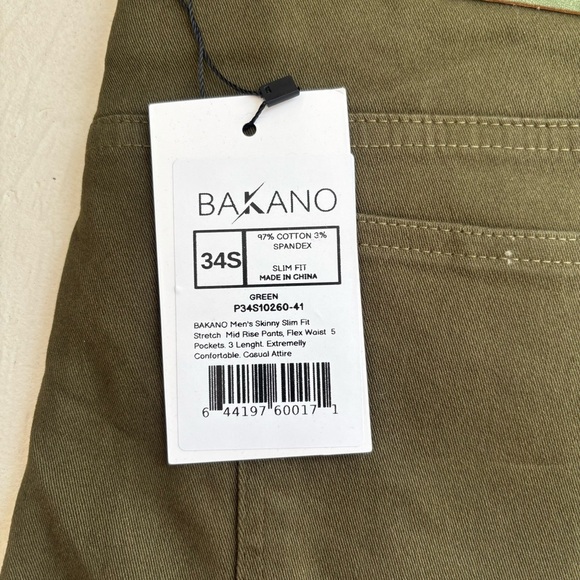 BAKANO
34S
97% COTTON 3%
SPANDEX
SLIM FIT
MADE IN CHINA
GREEN
P34S10260-41
BAKANO Men's Skinny Slim Fit
Stretch Mid Rise Pants, Flex Waist 5
Pockets. 3 Lenght. Extremelly
Confortable. Casual Attire
6 44197 60017 1